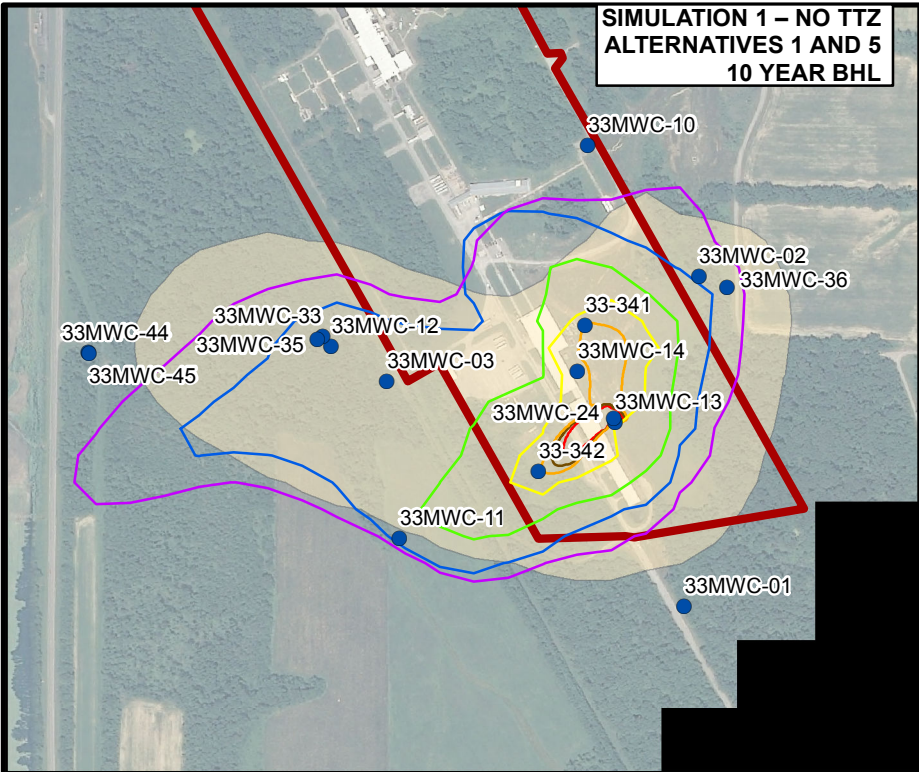 SIMULATION 1 – NO TTZ
ALTERNATIVES 1 AND 5
10 YEAR BHL
33MWC-10
33MWC-02
33MWC-36
33-341
33MWC-33
33MWC-12
33MWC-44
33MWC-35
33MWC-14
33MWC-03
33MWC-45
33MWC-24
33MWC-13
33-342
33MWC-11
33MWC-01